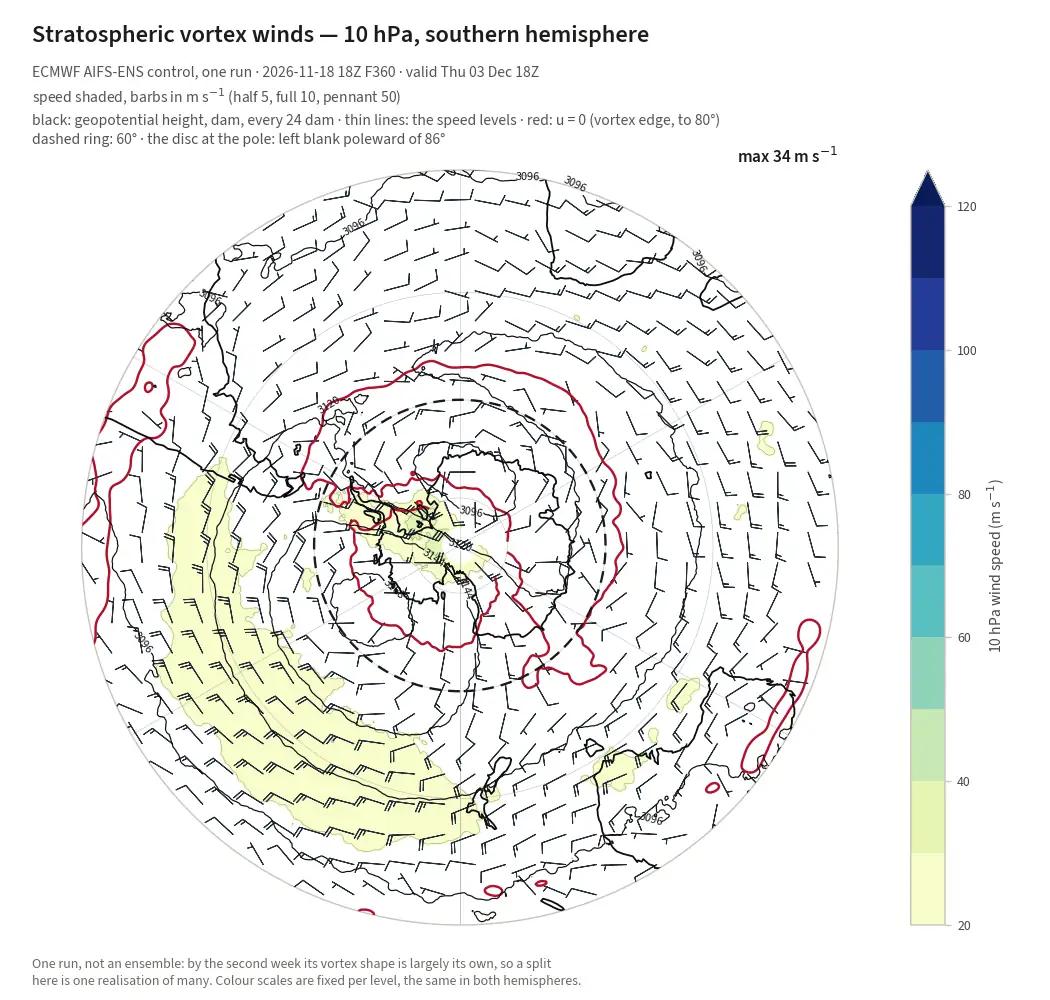 Stratospheric vortex winds — 10 hPa, southern hemisphere
ECMWF AIFS-ENS control, one run · 2026-11-18 18Z F360 · valid Thu 03 Dec 18Z
speed shaded, barbs in m s⁻¹ (half 5, full 10, pennant 50)
black: geopotential height, dam, every 24 dam · thin lines: the speed levels · red: u = 0 (vortex edge, to 80°)
dashed ring: 60° · the disc at the pole: left blank poleward of 86°
max 34 m s⁻¹
3096
3096
3096
3096
3096
3120
3096
3096
3096
120
100
80
60
40
20
10 hPa wind speed (m s⁻¹)
One run, not an ensemble: by the second week its vortex shape is largely its own, so a split
here is one realisation of many. Colour scales are fixed per level, the same in both hemispheres.